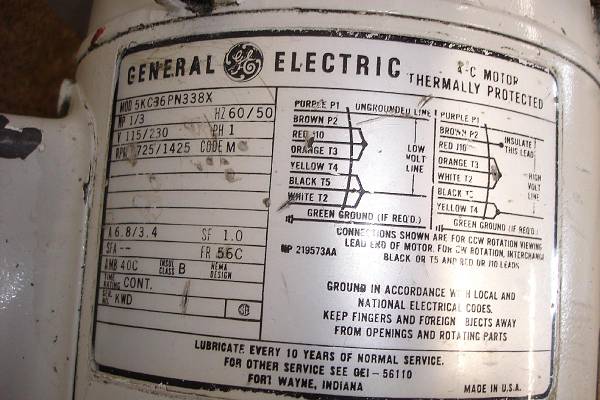 GENERAL GE ELECTRIC
A-C MOTOR
THERMALLY PROTECTED
MOD 5KC36PN338X
HP 1/3 HZ 60/50
V 115/230 PH 1
RPM 1725/1425 CODE M
A 6.8/3.4 SF 1.0
SFA -- FR 56C
AMB 40C INSUL CLASS B NEMA DESIGN
TIME RATING CONT.
KWD
PURPLE P1 UNGROUNDED LINE
BROWN P2
RED J10
ORANGE T3
YELLOW T4
BLACK T5
WHITE T2
LOW
VOLT
LINE
PURPLE P1
BROWN P2
RED J10
ORANGE T3
WHITE T2
BLACK
YELLOW T4
INSULATE
THIS LEAD
HIGH
VOLT
LINE
GREEN GROUND (IF REQ'D.)
GREEN GROUND (IF REQ'D.)
CONNECTIONS SHOWN ARE FOR CCW ROTATION VIEWING
LEAD END OF MOTOR. FOR CW ROTATION, INTERCHANGE
BLACK OR T5 AND RED OR J10 LEADS
NP 219573AA
GROUND IN ACCORDANCE WITH LOCAL AND
NATIONAL ELECTRICAL CODES.
KEEP FINGERS AND FOREIGN OBJECTS AWAY
FROM OPENINGS AND ROTATING PARTS
LUBRICATE EVERY 10 YEARS OF NORMAL SERVICE.
FOR OTHER SERVICE SEE GEI-56110
FORT WAYNE, INDIANA
MADE IN U.S.A.